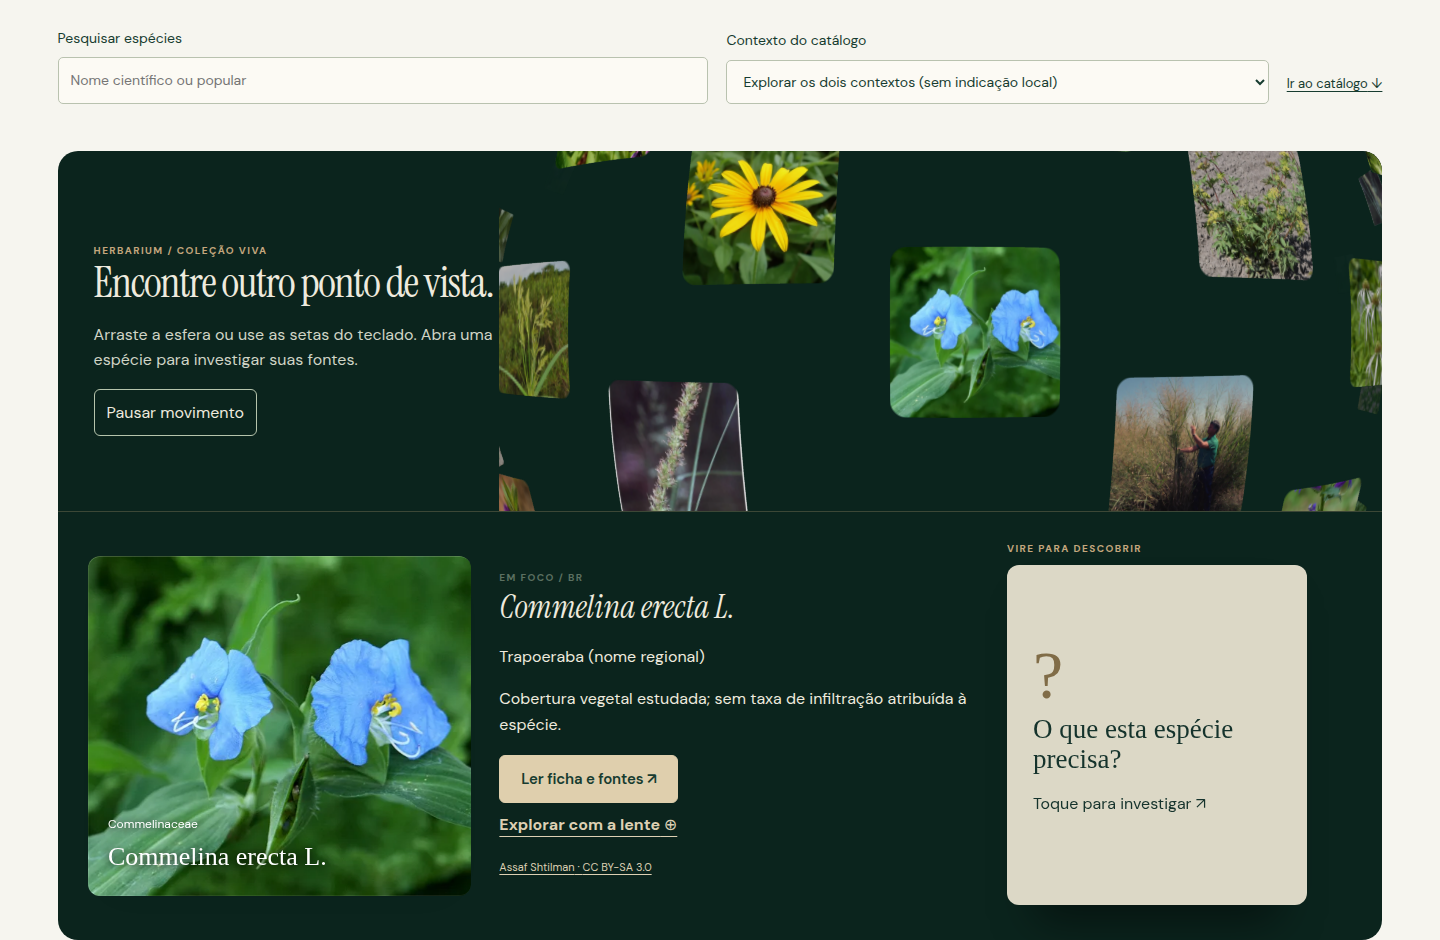 Pesquisar espécies
Nome científico ou popular
Contexto do catálogo
Explorar os dois contextos (sem indicação local)
Ir ao catálogo ↓
HERBARIUM / COLEÇÃO VIVA
Encontre outro ponto de vista.
Arraste a esfera ou use as setas do teclado. Abra uma
espécie para investigar suas fontes.
Pausar movimento
Commelinaceae
Commelina erecta L.
EM FOCO / BR
Commelina erecta L.
Trapoeraba (nome regional)
Cobertura vegetal estudada; sem taxa de infiltração atribuída à
espécie.
Ler ficha e fontes ↗
Explorar com a lente ⊕
Assaf Shtilman · CC BY-SA 3.0
VIRE PARA DESCOBRIR
?
O que esta espécie
precisa?
Toque para investigar ↗